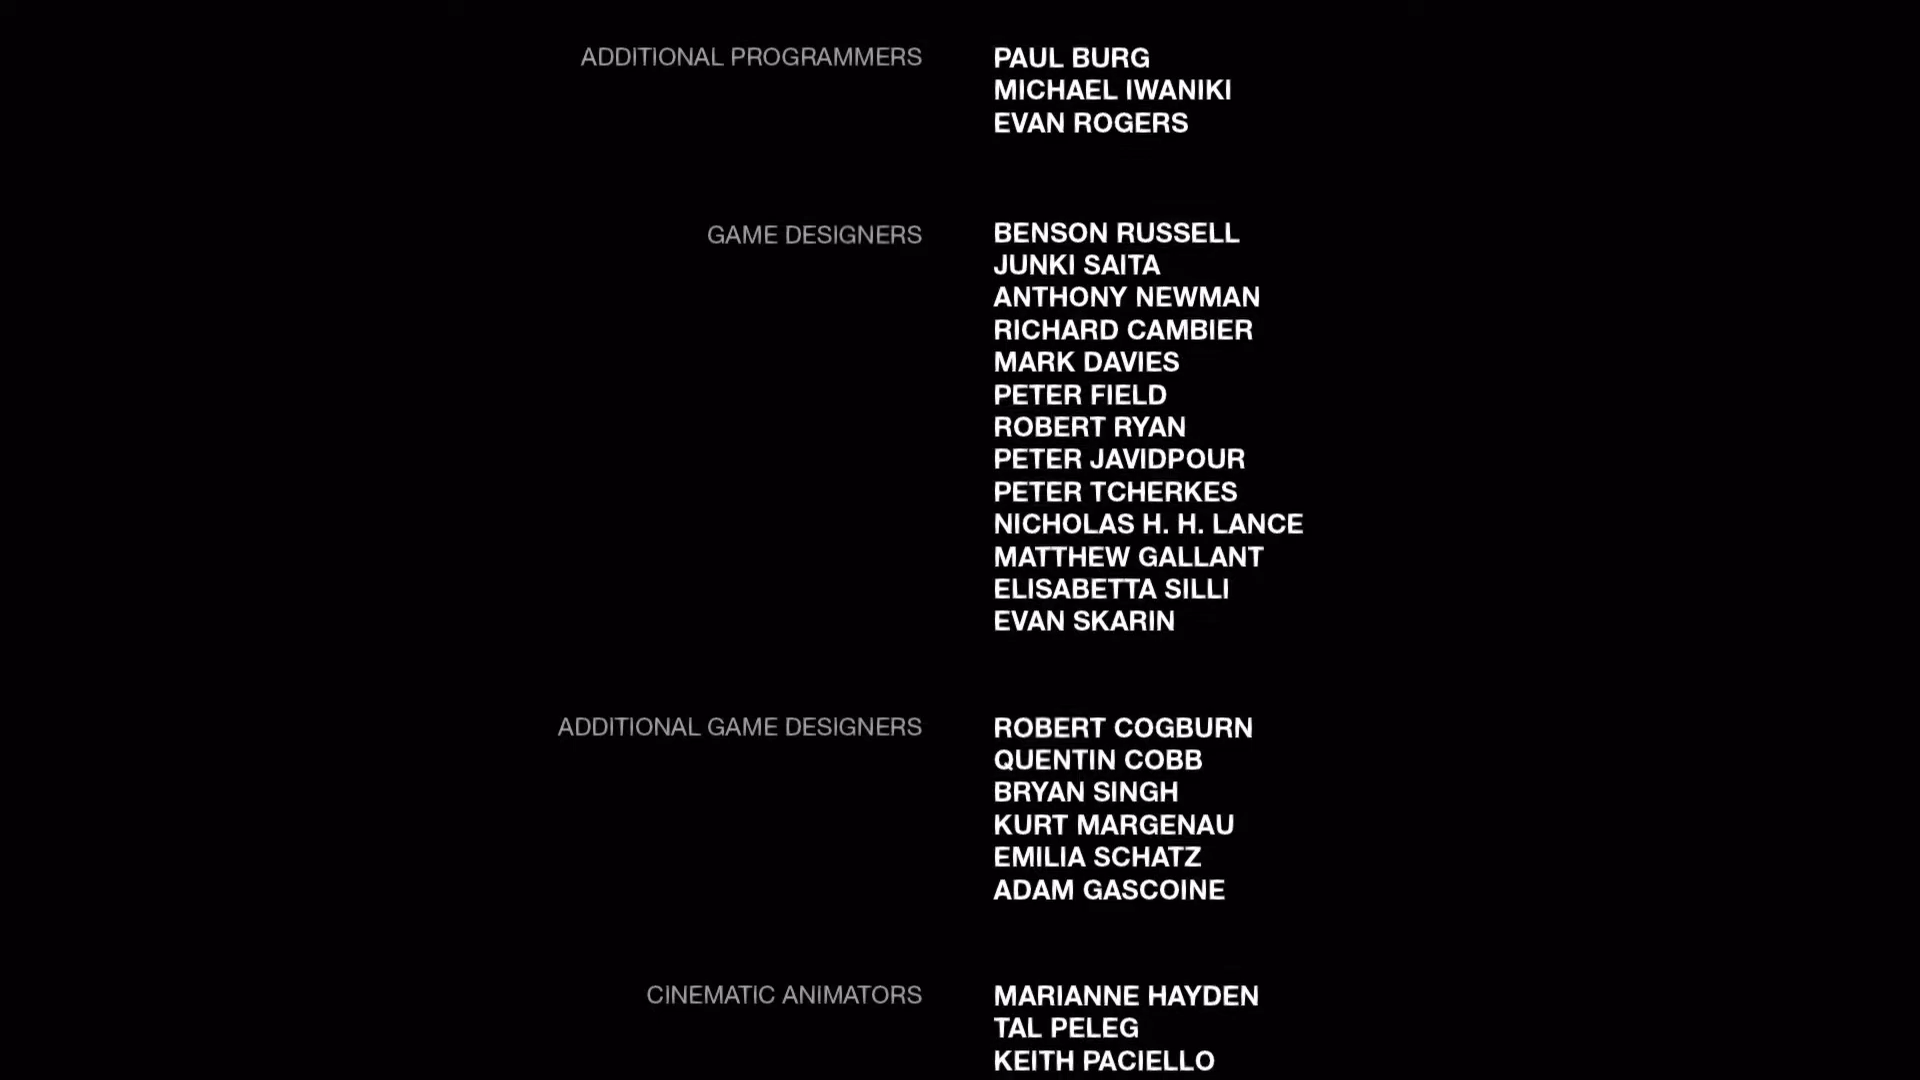 ADDITIONAL PROGRAMMERS PAUL BURG
MICHAEL IWANIKI
EVAN ROGERS
GAME DESIGNERS BENSON RUSSELL
JUNKI SAITA
ANTHONY NEWMAN
RICHARD CAMBIER
MARK DAVIES
PETER FIELD
ROBERT RYAN
PETER JAVIDPOUR
PETER TCHERKES
NICHOLAS H. H. LANCE
MATTHEW GALLANT
ELISABETTA SILLI
EVAN SKARIN
ADDITIONAL GAME DESIGNERS ROBERT COGBURN
QUENTIN COBB
BRYAN SINGH
KURT MARGENAU
EMILIA SCHATZ
ADAM GASCOINE
CINEMATIC ANIMATORS MARIANNE HAYDEN
TAL PELEG
KEITH PACIELLO